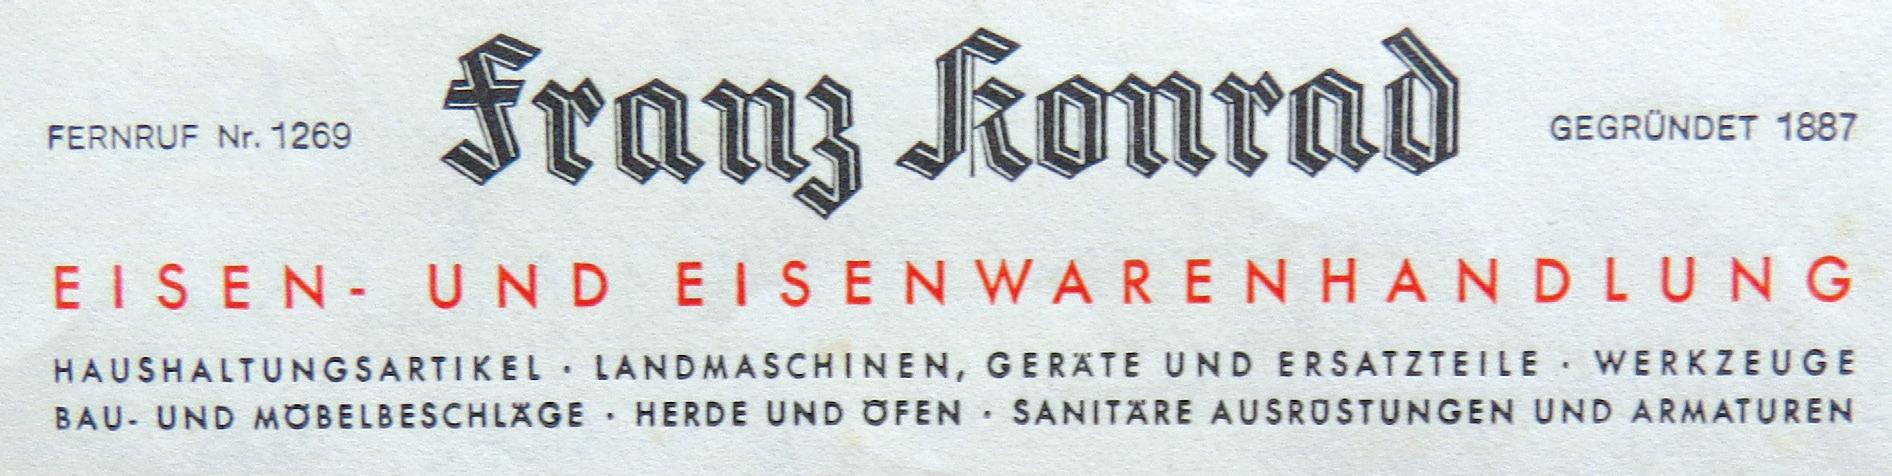 Franz Konrad
FERNRUF Nr. 1269
GEGRÜNDET 1887
EISEN- UND EISENWARENHANDLUNG
HAUSHALTUNGSARTIKEL · LANDMASCHINEN, GERÄTE UND ERSATZTEILE · WERKZEUGE
BAU- UND MÖBELBESCHLÄGE · HERDE UND ÖFEN · SANITÄRE AUSRÜSTUNGEN UND ARMATUREN